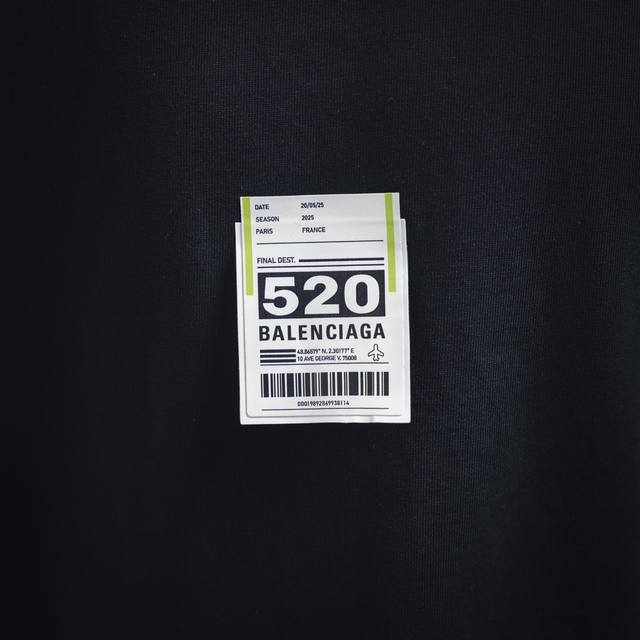 DATE 20/05/25
SEASON 2025
PARIS FRANCE
FINAL DEST.
520
BALENCIAGA
48.86579° N. 2.30177° E
10 AVE GEORGE V. 75008
0001909286993B114